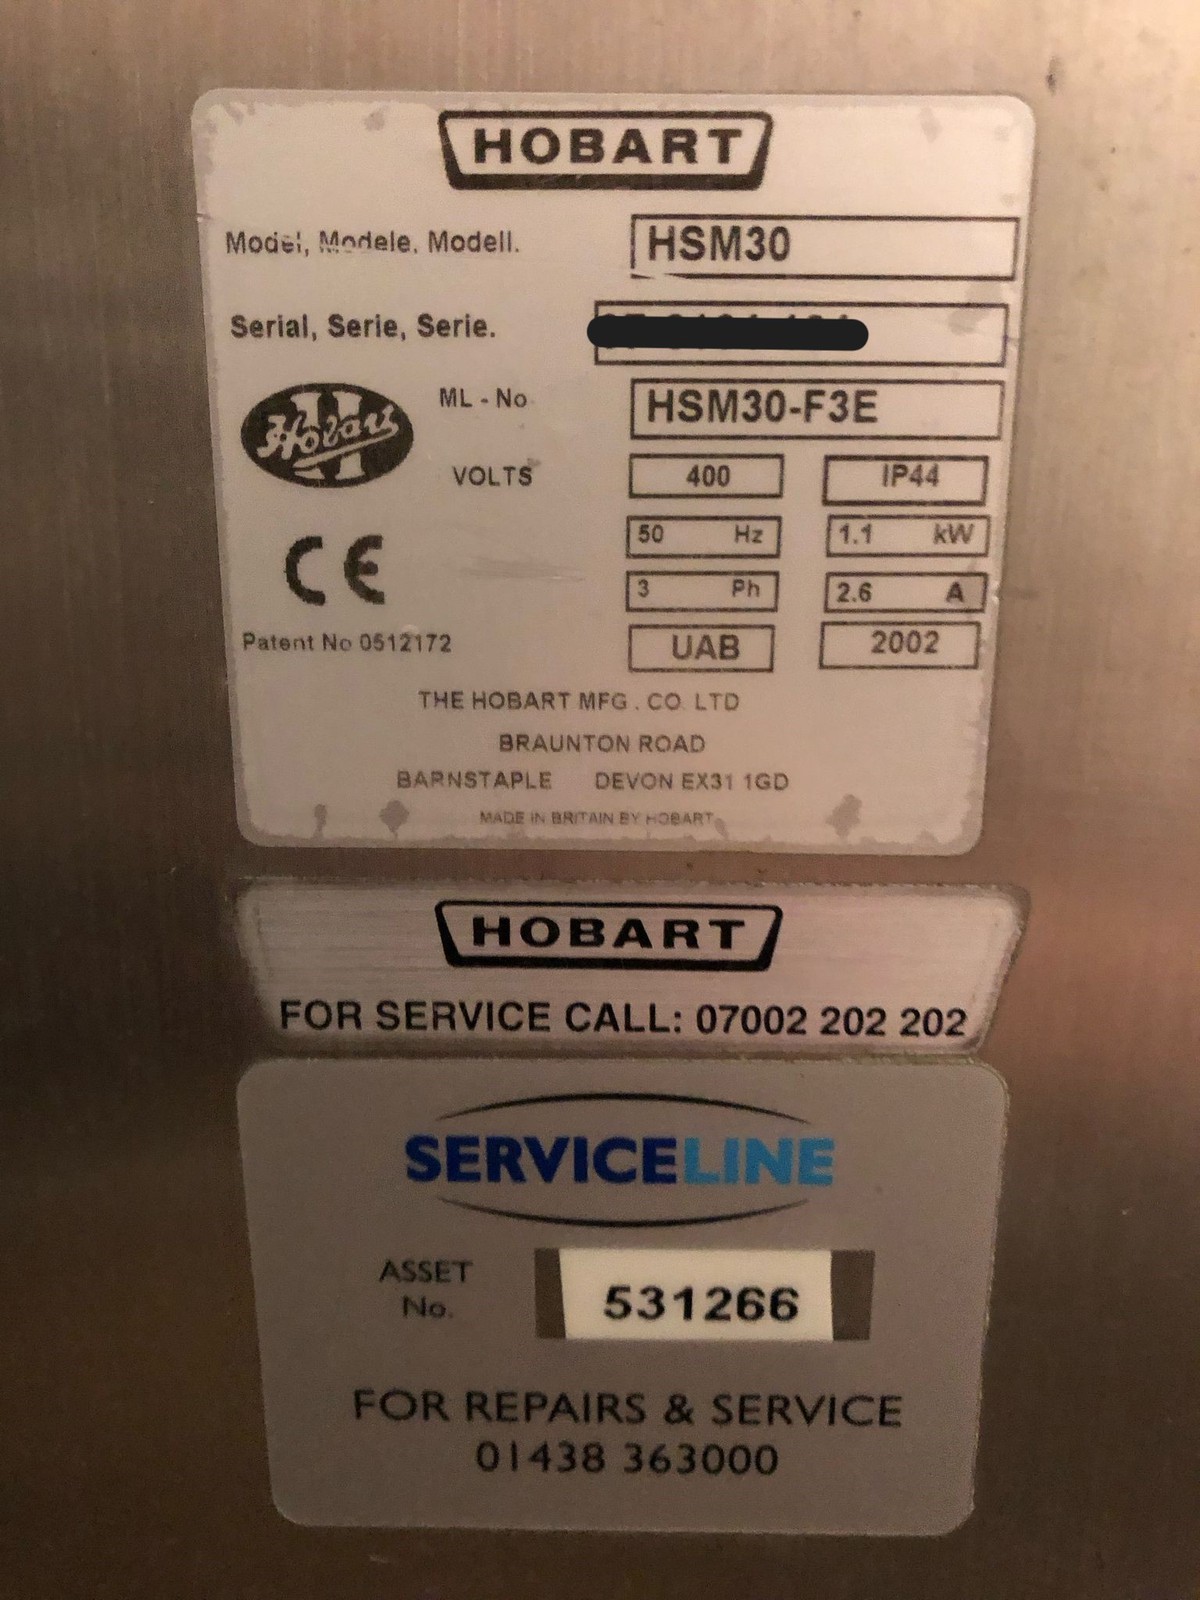 HOBART
Model, Modele, Modell. HSM30
Serial, Serie, Serie.
Hobart
ML - No HSM30-F3E
VOLTS 400 IP44
50 Hz 1.1 kW
CE
3 Ph 2.6 A
Patent No 0512172 UAB 2002
THE HOBART MFG. CO. LTD
BRAUNTON ROAD
BARNSTAPLE DEVON EX31 1GD
MADE IN BRITAIN BY HOBART
HOBART
FOR SERVICE CALL: 07002 202 202
SERVICELINE
ASSET No. 531266
FOR REPAIRS & SERVICE
01438 363000